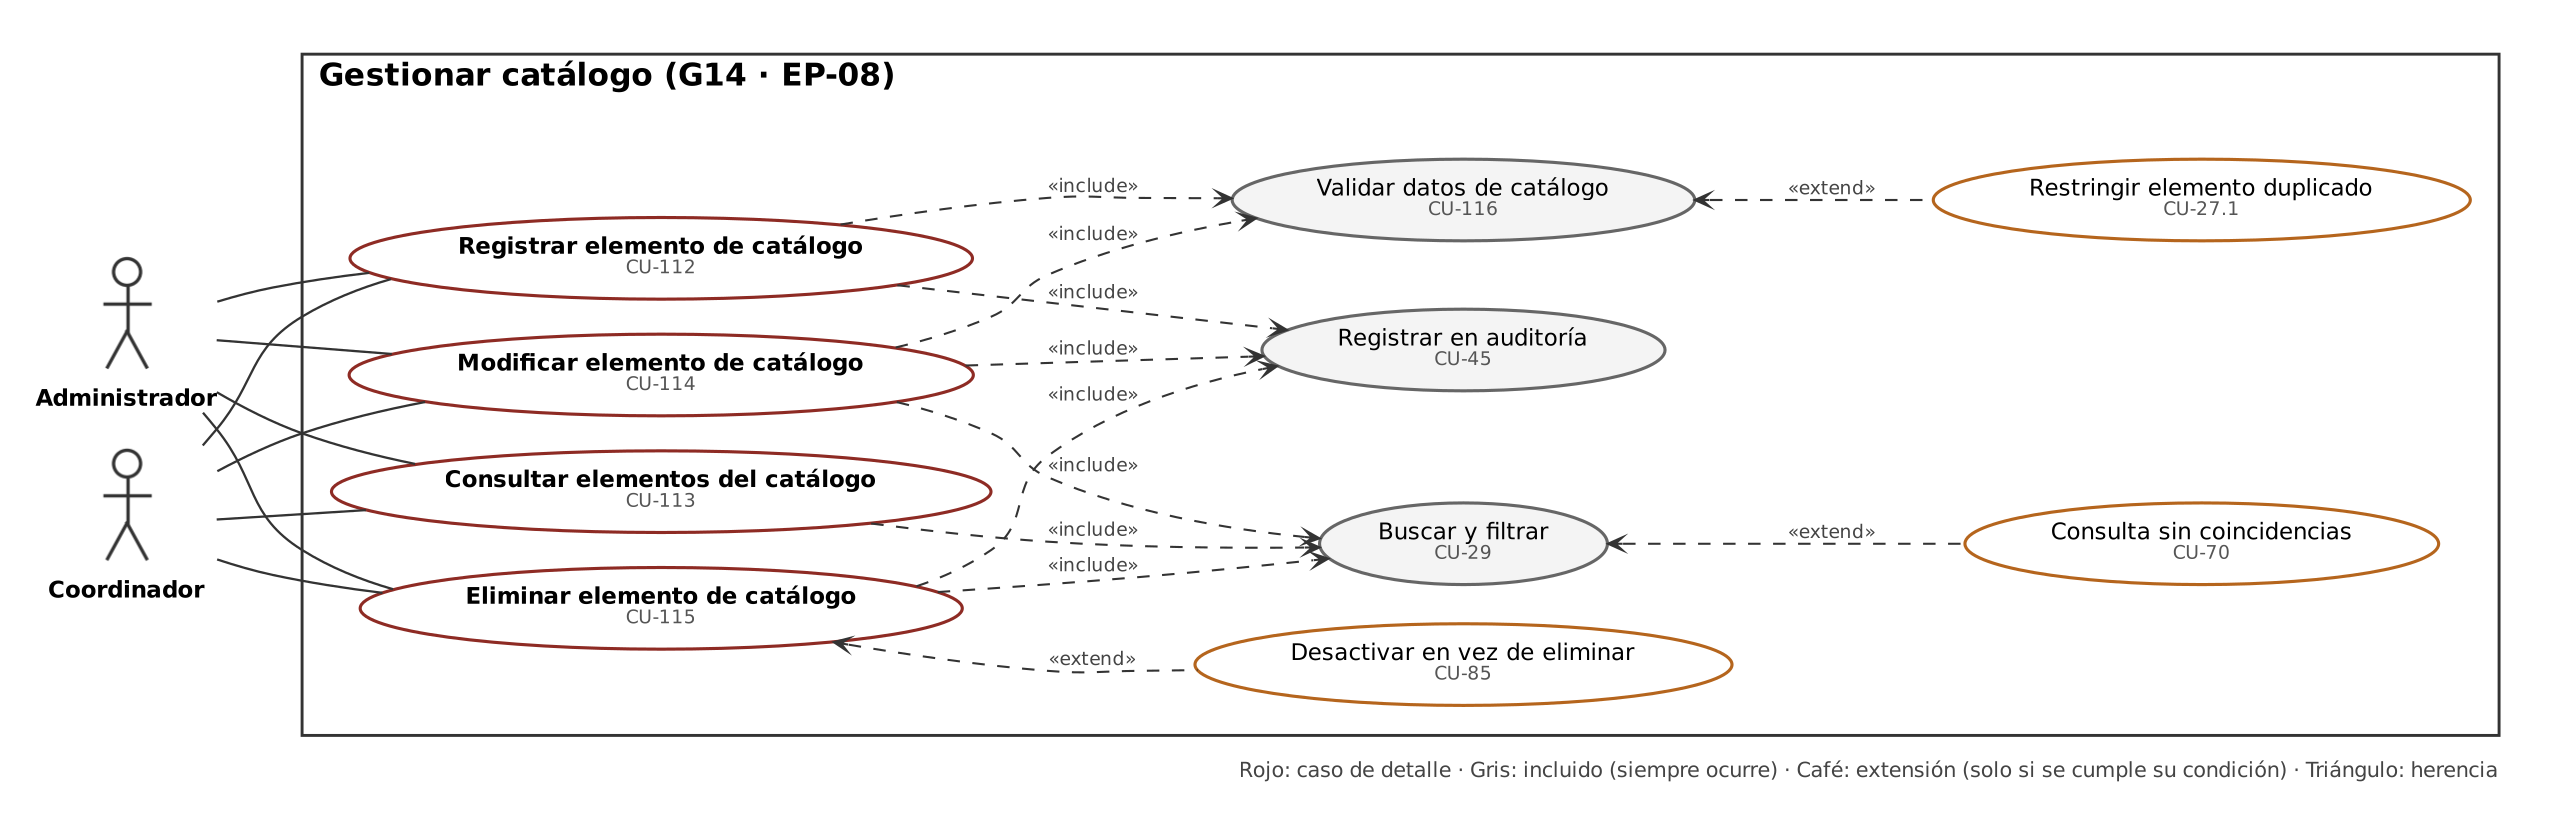 Gestionar catálogo (G14 · EP-08)
Administrador
Coordinador
Registrar elemento de catálogo
CU-112
Modificar elemento de catálogo
CU-114
Consultar elementos del catálogo
CU-113
Eliminar elemento de catálogo
CU-115
«include»
«include»
«include»
«include»
«include»
«include»
«include»
«include»
«extend»
Validar datos de catálogo
CU-116
Registrar en auditoría
CU-45
Buscar y filtrar
CU-29
Desactivar en vez de eliminar
CU-85
«extend»
«extend»
Restringir elemento duplicado
CU-27.1
Consulta sin coincidencias
CU-70
Rojo: caso de detalle · Gris: incluido (siempre ocurre) · Café: extensión (solo si se cumple su condición) · Triángulo: herencia